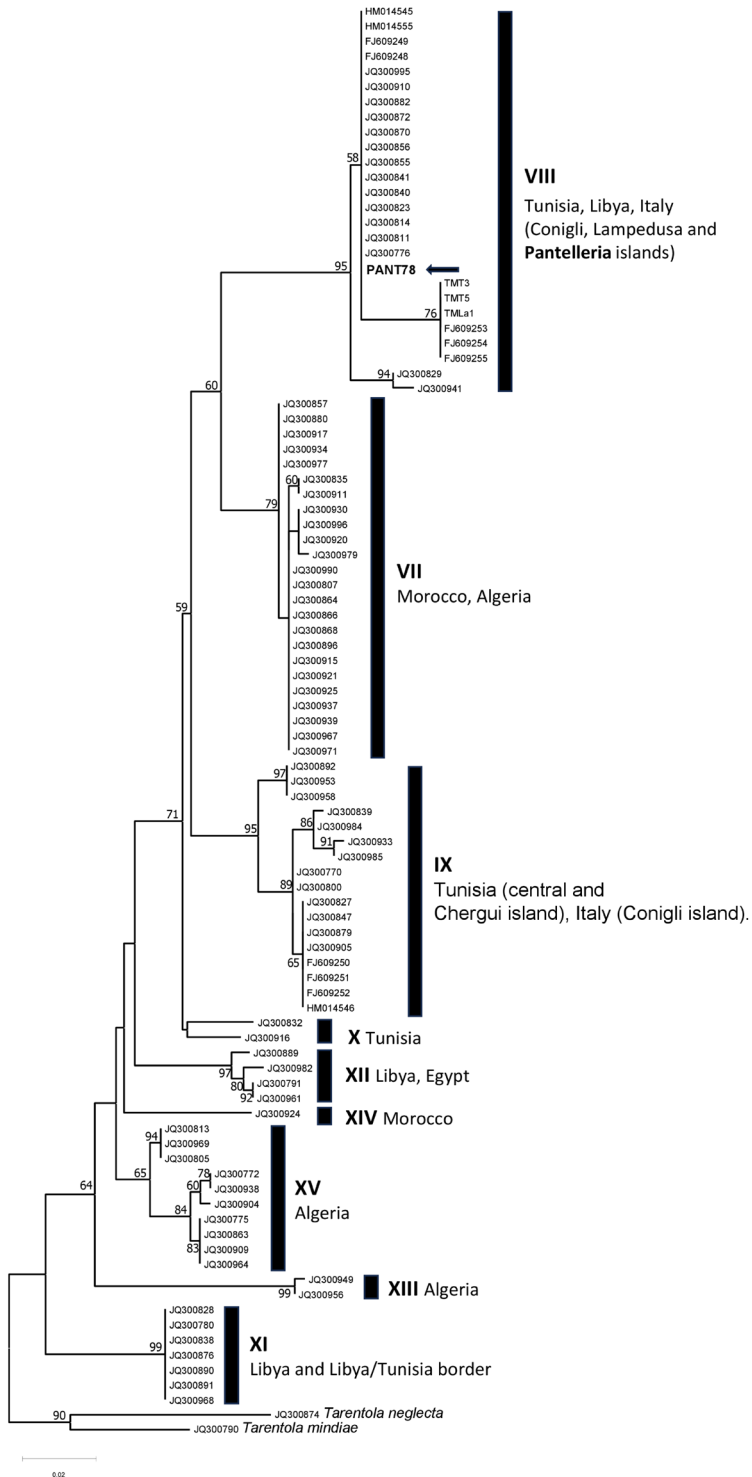 HM014545
HM014555
FJ609249
FJ609248
JQ300995
JQ300910
JQ300882
JQ300872
JQ300870
JQ300856
58
JQ300855
JQ300841
JQ300840
JQ300823
JQ300814
JQ300811
JQ300776
PANT78
VIII
Tunisia, Libya, Italy
(Conigli, Lampedusa and
Pantelleria islands)
95
TMT3
TMT5
76
TMLa1
FJ609253
FJ609254
FJ609255
94
JQ300829
JQ300941
60
JQ300857
JQ300880
JQ300917
JQ300934
JQ300977
60
JQ300835
JQ300911
79
JQ300930
JQ300996
JQ300920
JQ300979
JQ300990
JQ300807
JQ300864
JQ300866
JQ300868
JQ300896
JQ300915
JQ300921
JQ300925
JQ300937
JQ300939
JQ300967
JQ300971
VII
Morocco, Algeria
59
JQ300892
97
JQ300953
JQ300958
JQ300839
86
JQ300984
91
JQ300933
JQ300985
95
JQ300770
89
JQ300800
JQ300827
JQ300847
JQ300879
JQ300905
65
FJ609250
FJ609251
FJ609252
HM014546
IX
Tunisia (central and
Chergui island), Italy (Conigli island).
71
JQ300832
JQ300916
X Tunisia
JQ300889
97
JQ300982
80
JQ300791
92
JQ300961
XII Libya, Egypt
JQ300924
XIV Morocco
JQ300813
94
JQ300969
JQ300805
65
78
JQ300772
60
JQ300938
JQ300904
84
JQ300775
JQ300863
83
JQ300909
JQ300964
XV
Algeria
64
JQ300949
99
JQ300956
XIII Algeria
JQ300828
JQ300780
JQ300838
99
JQ300876
JQ300890
JQ300891
JQ300968
XI
Libya and Libya/Tunisia border
90
JQ300874 Tarentola neglecta
JQ300790 Tarentola mindiae
0.02